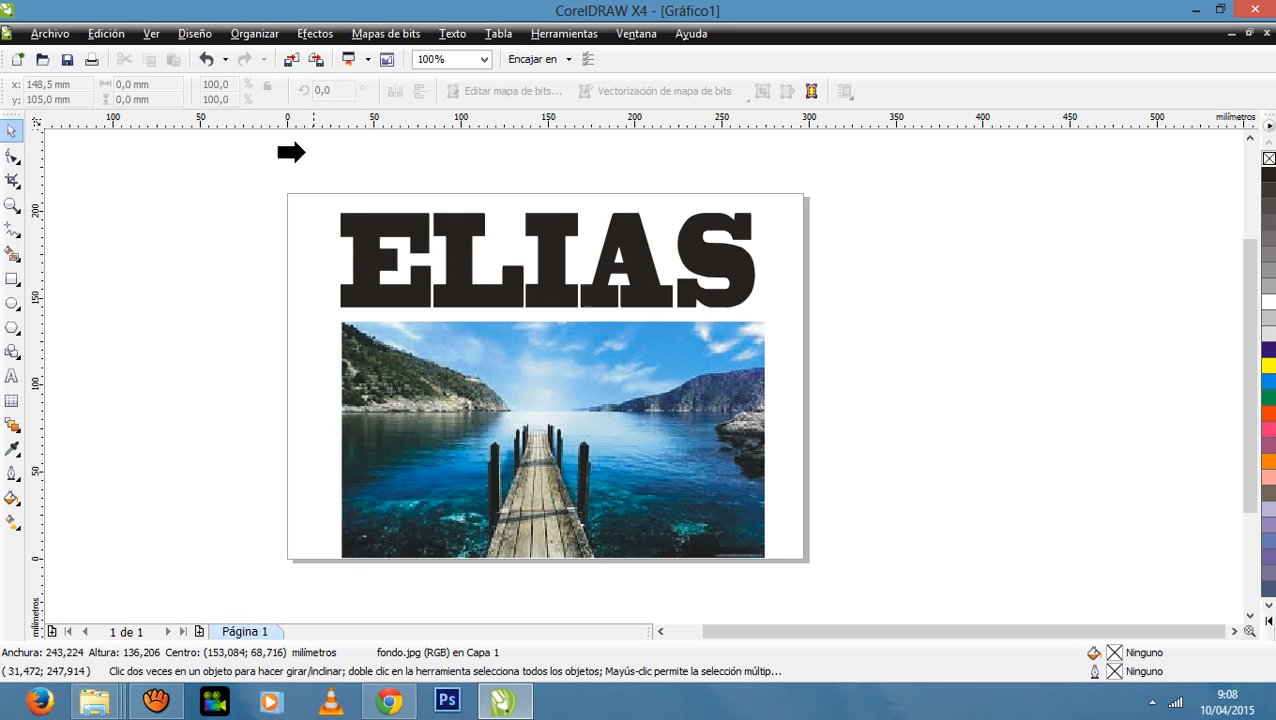 CorelDRAW X4 - [Gráfico1]
Archivo Edición Ver Diseño Organizar Efectos Mapas de bits Texto Tabla Herramientas Ventana Ayuda
100% Encajar en
x: 148,5 mm 0,0 mm 100,0 % 0,0 ° Editar mapa de bits... Vectorización de mapa de bits
y: 105,0 mm 0,0 mm 100,0 %
100 50 0 50 100 150 200 250 300 350 400 450 500 milímetros
200
150
100
50
0
milímetros
ELIAS
1 de 1 Página 1
Anchura: 243,224 Altura: 136,206 Centro: (153,084; 68,716) milímetros fondo.jpg (RGB) en Capa 1 Ninguno
( 31,472; 247,914 ) Clic dos veces en un objeto para hacer girar/inclinar; doble clic en la herramienta selecciona todos los objetos; Mayús-clic permite la selección múltip... Ninguno
Ps
9:08
10/04/2015